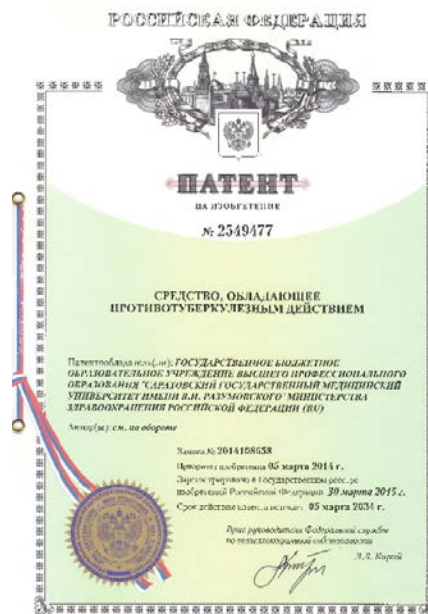 РОССИЙСКАЯ ФЕДЕРАЦИЯ
ПАТЕНТ
НА ИЗОБРЕТЕНИЕ
№ 2549477
СРЕДСТВО, ОБЛАДАЮЩЕЕ
ПРОТИВОТУБЕРКУЛЕЗНЫМ ДЕЙСТВИЕМ
Патентообладатель(ли): ГОСУДАРСТВЕННОЕ БЮДЖЕТНОЕ
ОБРАЗОВАТЕЛЬНОЕ УЧРЕЖДЕНИЕ ВЫСШЕГО ПРОФЕССИОНАЛЬНОГО
ОБРАЗОВАНИЯ "САРАТОВСКИЙ ГОСУДАРСТВЕННЫЙ МЕДИЦИНСКИЙ
УНИВЕРСИТЕТ ИМЕНИ В.И. РАЗУМОВСКОГО" МИНИСТЕРСТВА
ЗДРАВООХРАНЕНИЯ РОССИЙСКОЙ ФЕДЕРАЦИИ (RU)
Автор(ы): см. на обороте
Заявка № 2014108658
Приоритет изобретения 05 марта 2014 г.
Зарегистрировано в Государственном реестре
изобретений Российской Федерации 30 марта 2015 г.
Срок действия патента истекает 05 марта 2034 г.
Врио руководителя Федеральной службы
по интеллектуальной собственности
Л.Л. Кирий